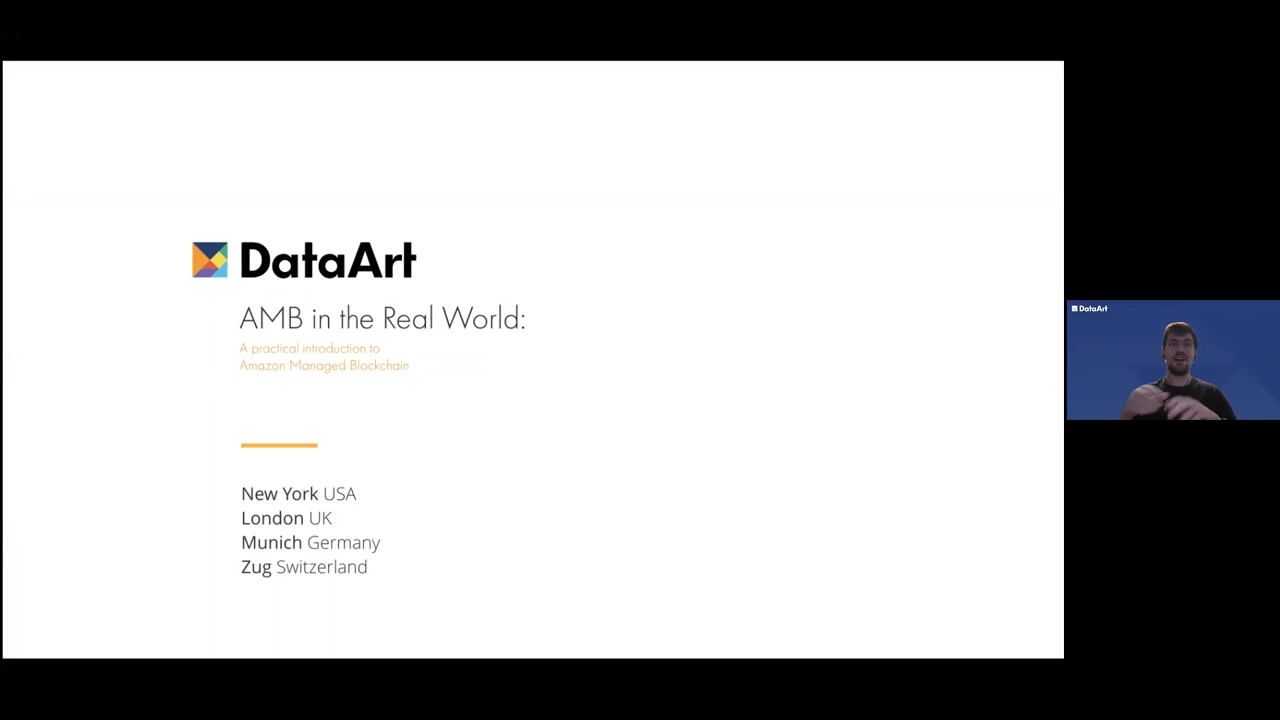 DataArt
AMB in the Real World:
A practical introduction to
Amazon Managed Blockchain
New York USA
London UK
Munich Germany
Zug Switzerland
DataArt